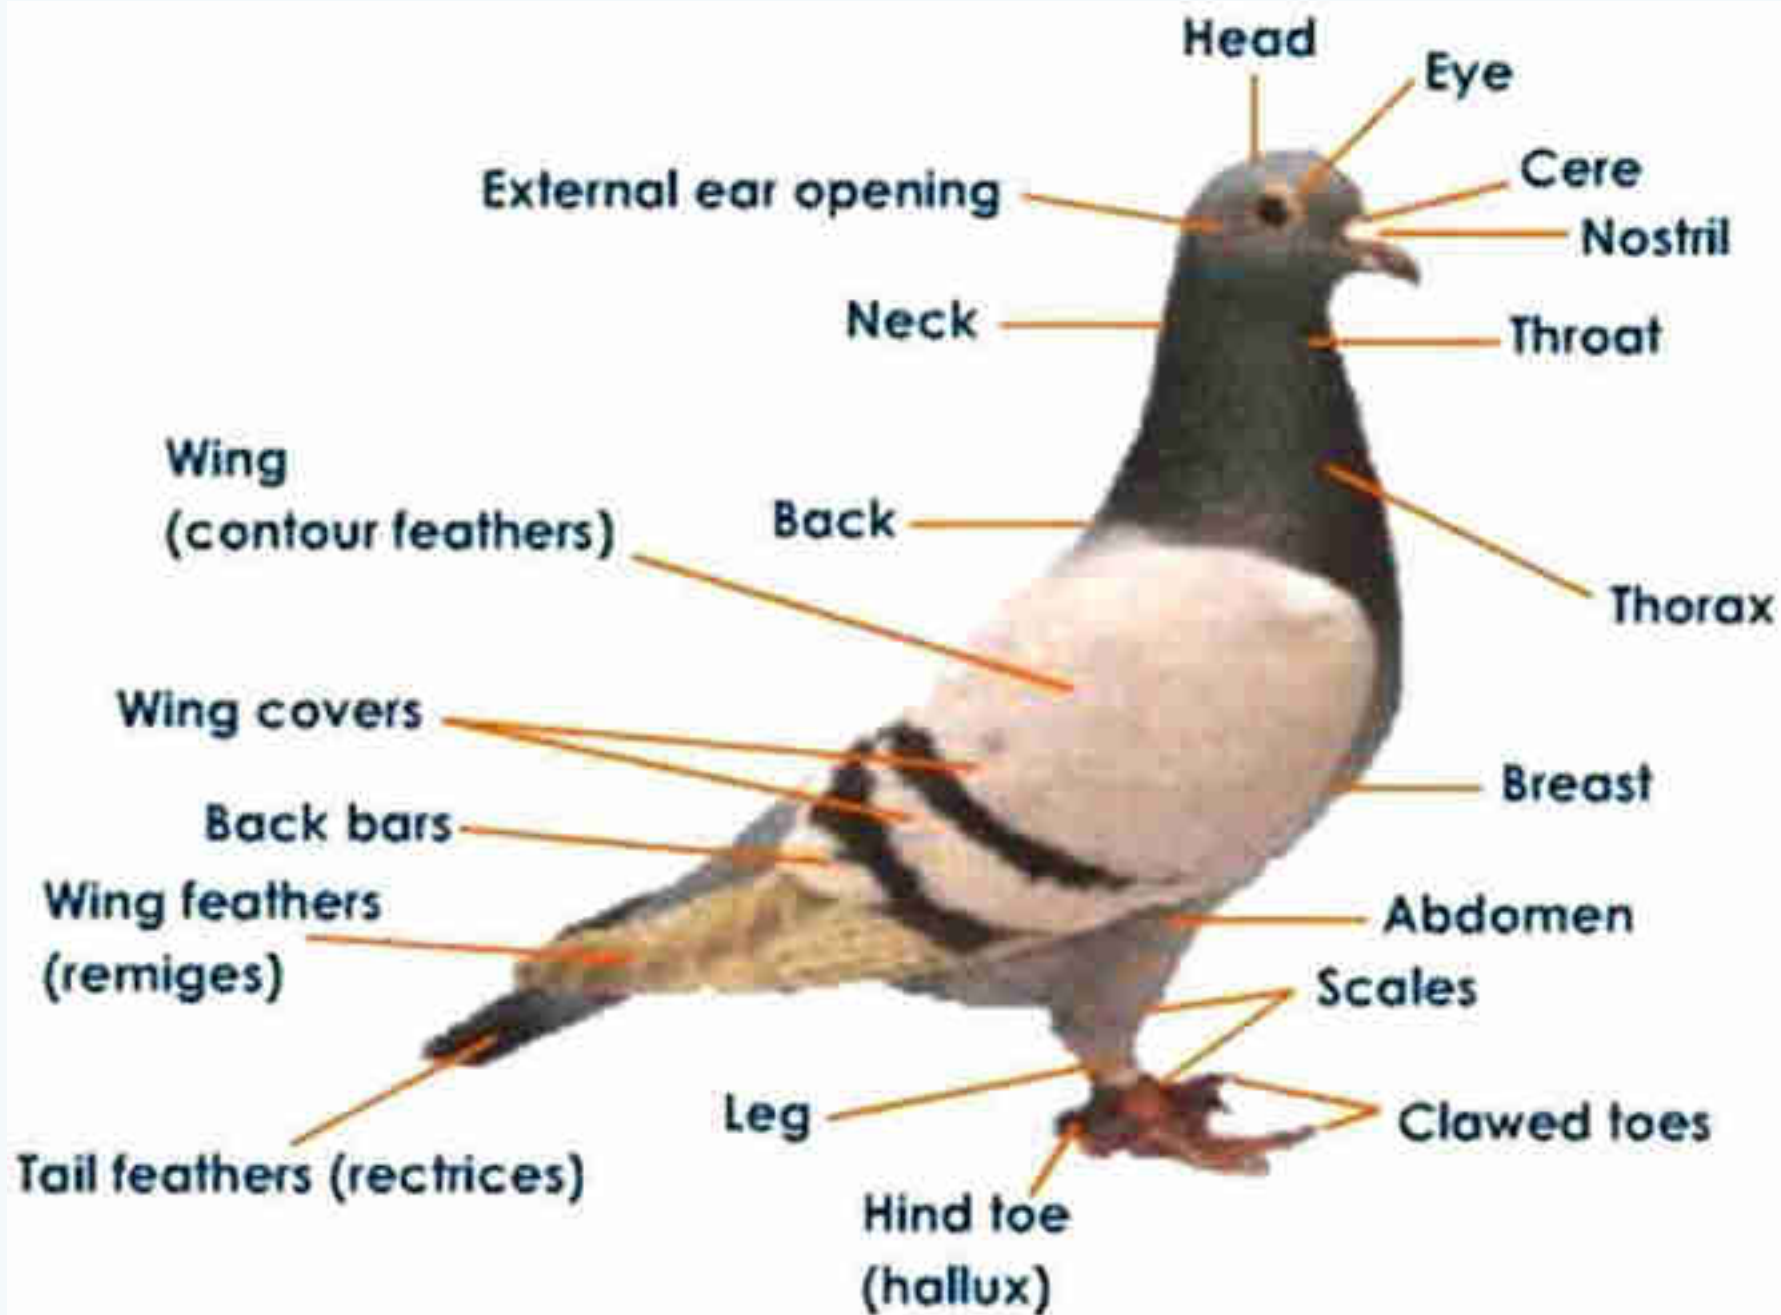 Head
Eye
Cere
External ear opening
Nostril
Neck
Throat
Wing
(contour feathers)
Back
Thorax
Wing covers
Breast
Back bars
Wing feathers
(remiges)
Abdomen
Scales
Leg
Clawed toes
Tail feathers (rectrices)
Hind toe
(hallux)